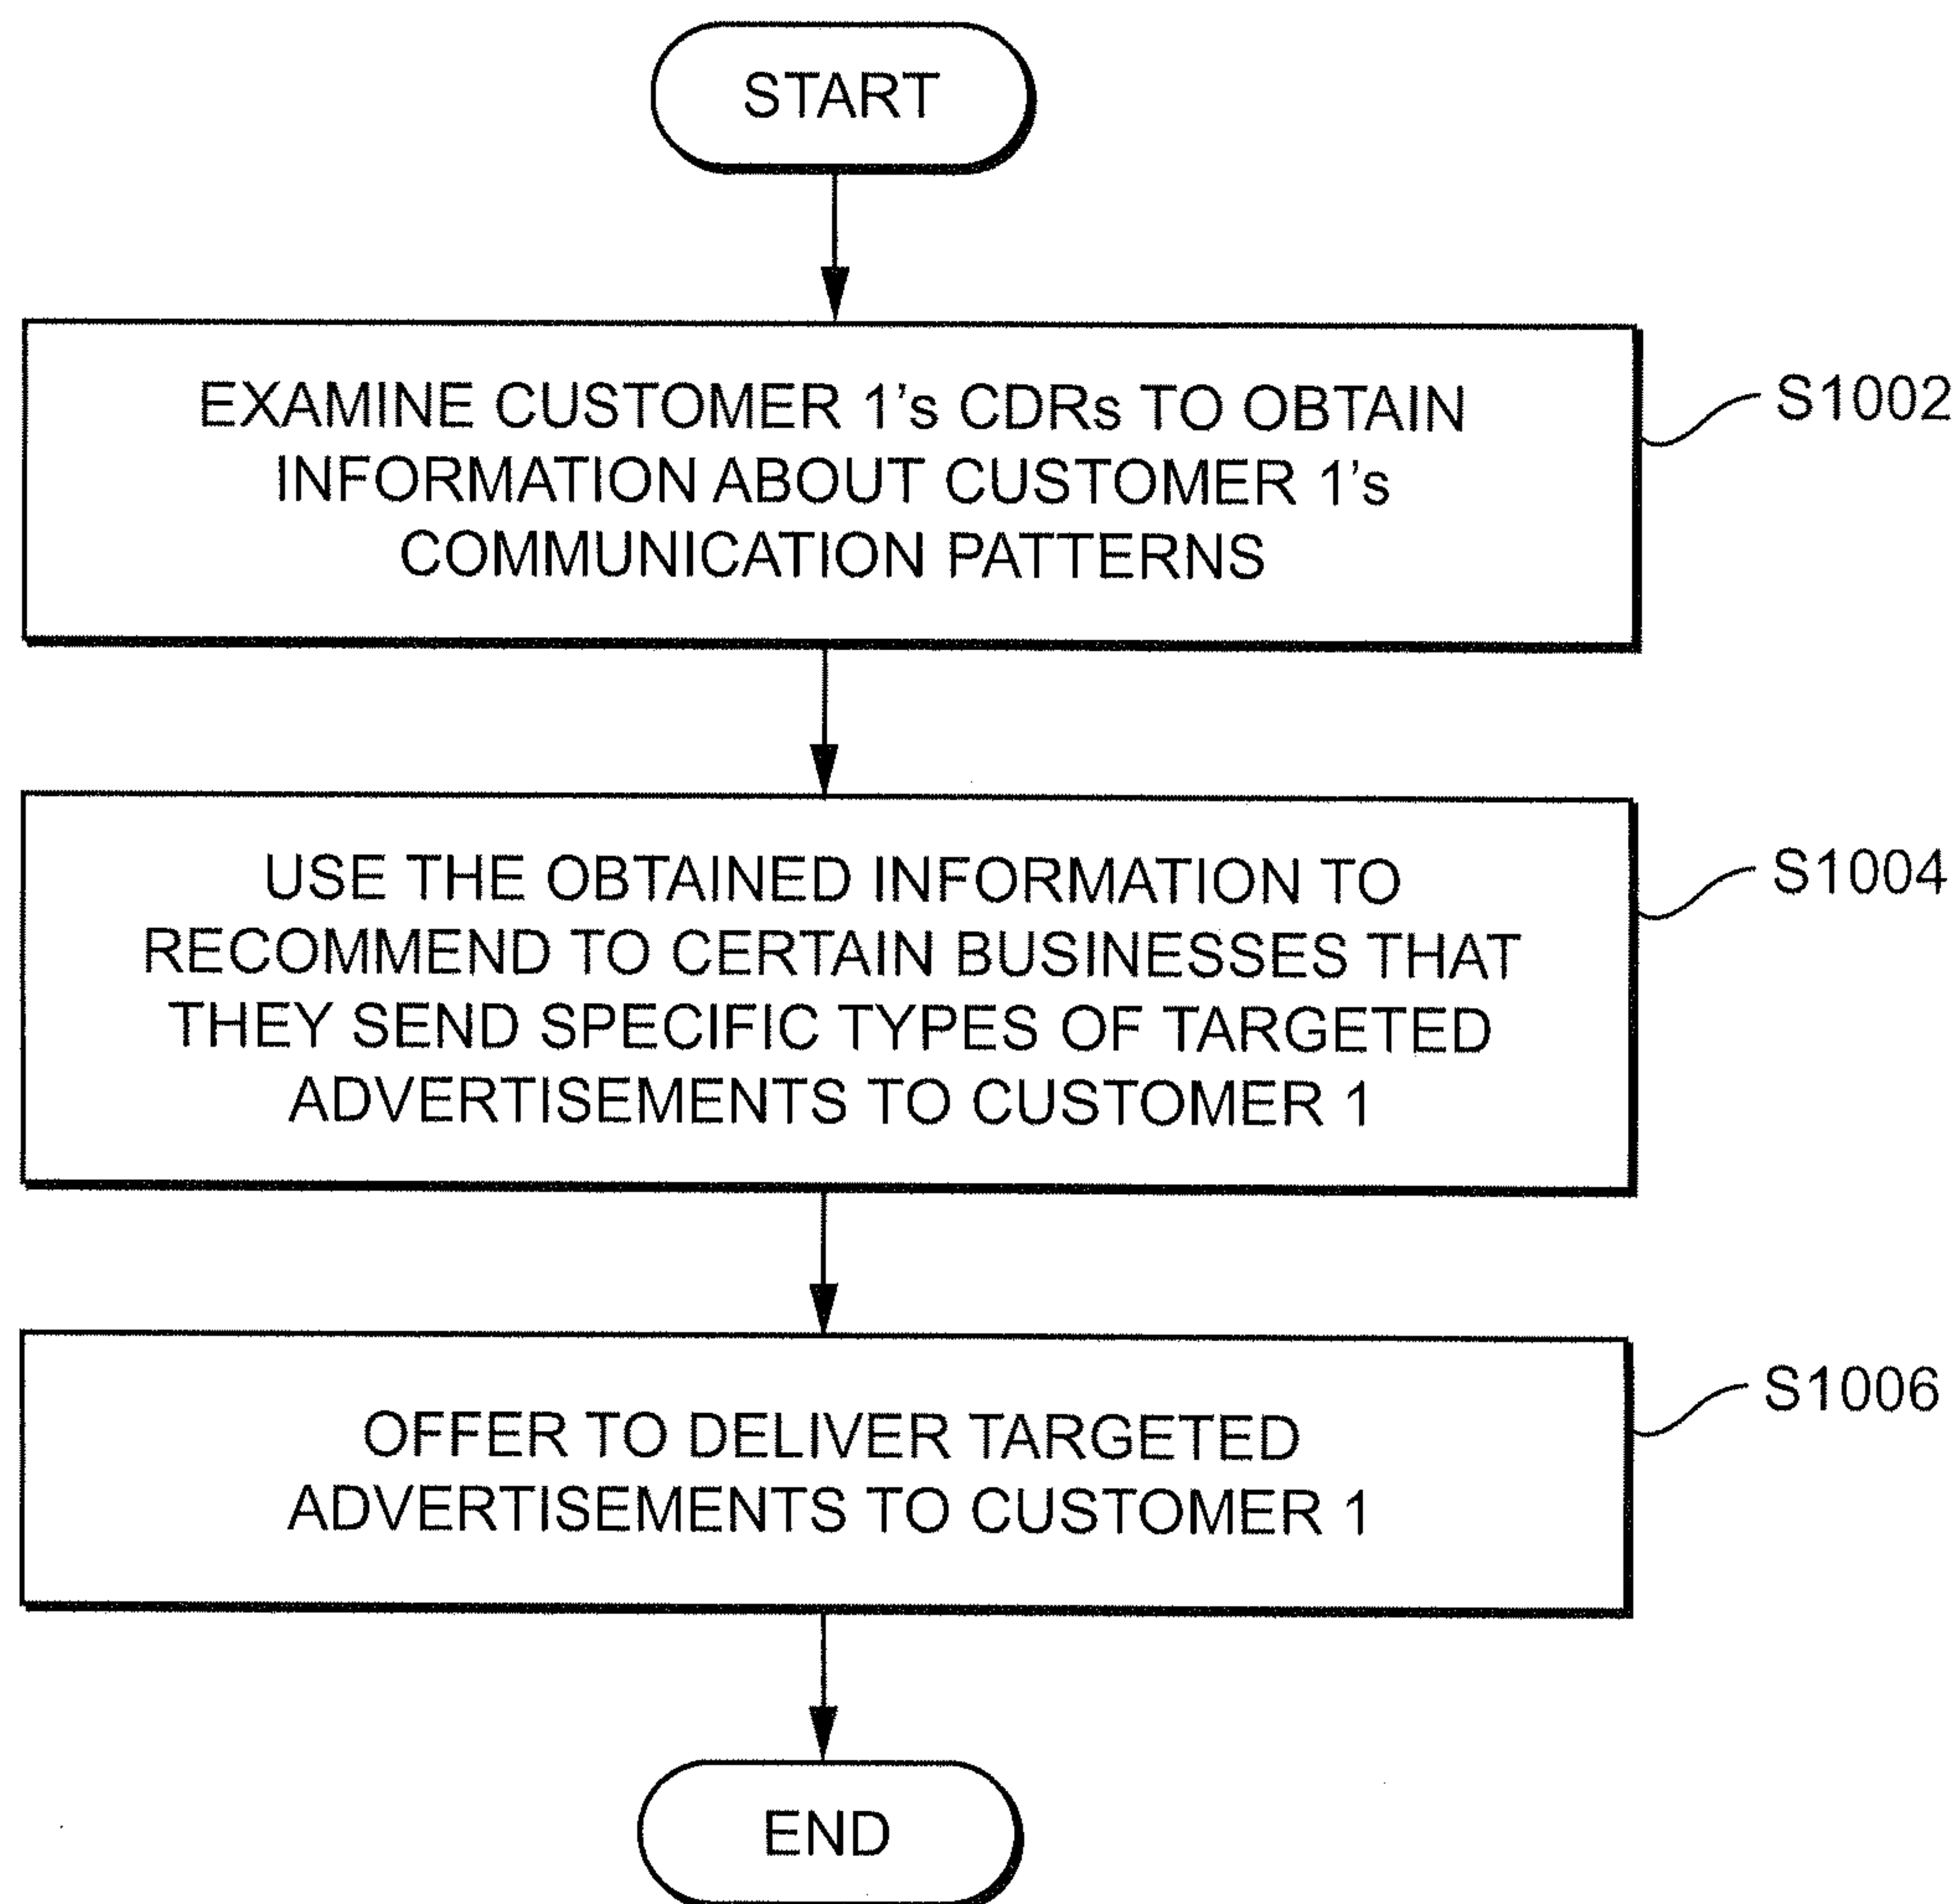 START
EXAMINE CUSTOMER 1's CDRs TO OBTAIN
INFORMATION ABOUT CUSTOMER 1's
COMMUNICATION PATTERNS
S1002
USE THE OBTAINED INFORMATION TO
RECOMMEND TO CERTAIN BUSINESSES THAT
THEY SEND SPECIFIC TYPES OF TARGETED
ADVERTISEMENTS TO CUSTOMER 1
S1004
OFFER TO DELIVER TARGETED
ADVERTISEMENTS TO CUSTOMER 1
S1006
END